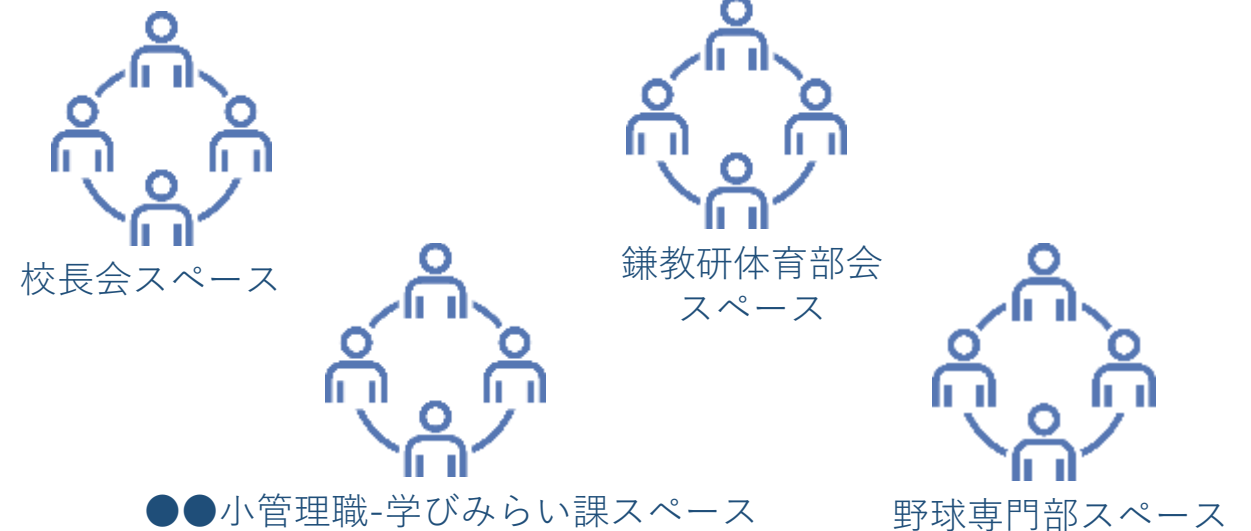 校長会スペース
鎌教研体育部会
スペース
●●小管理職-学びみらい課スペース
野球専門部スペース